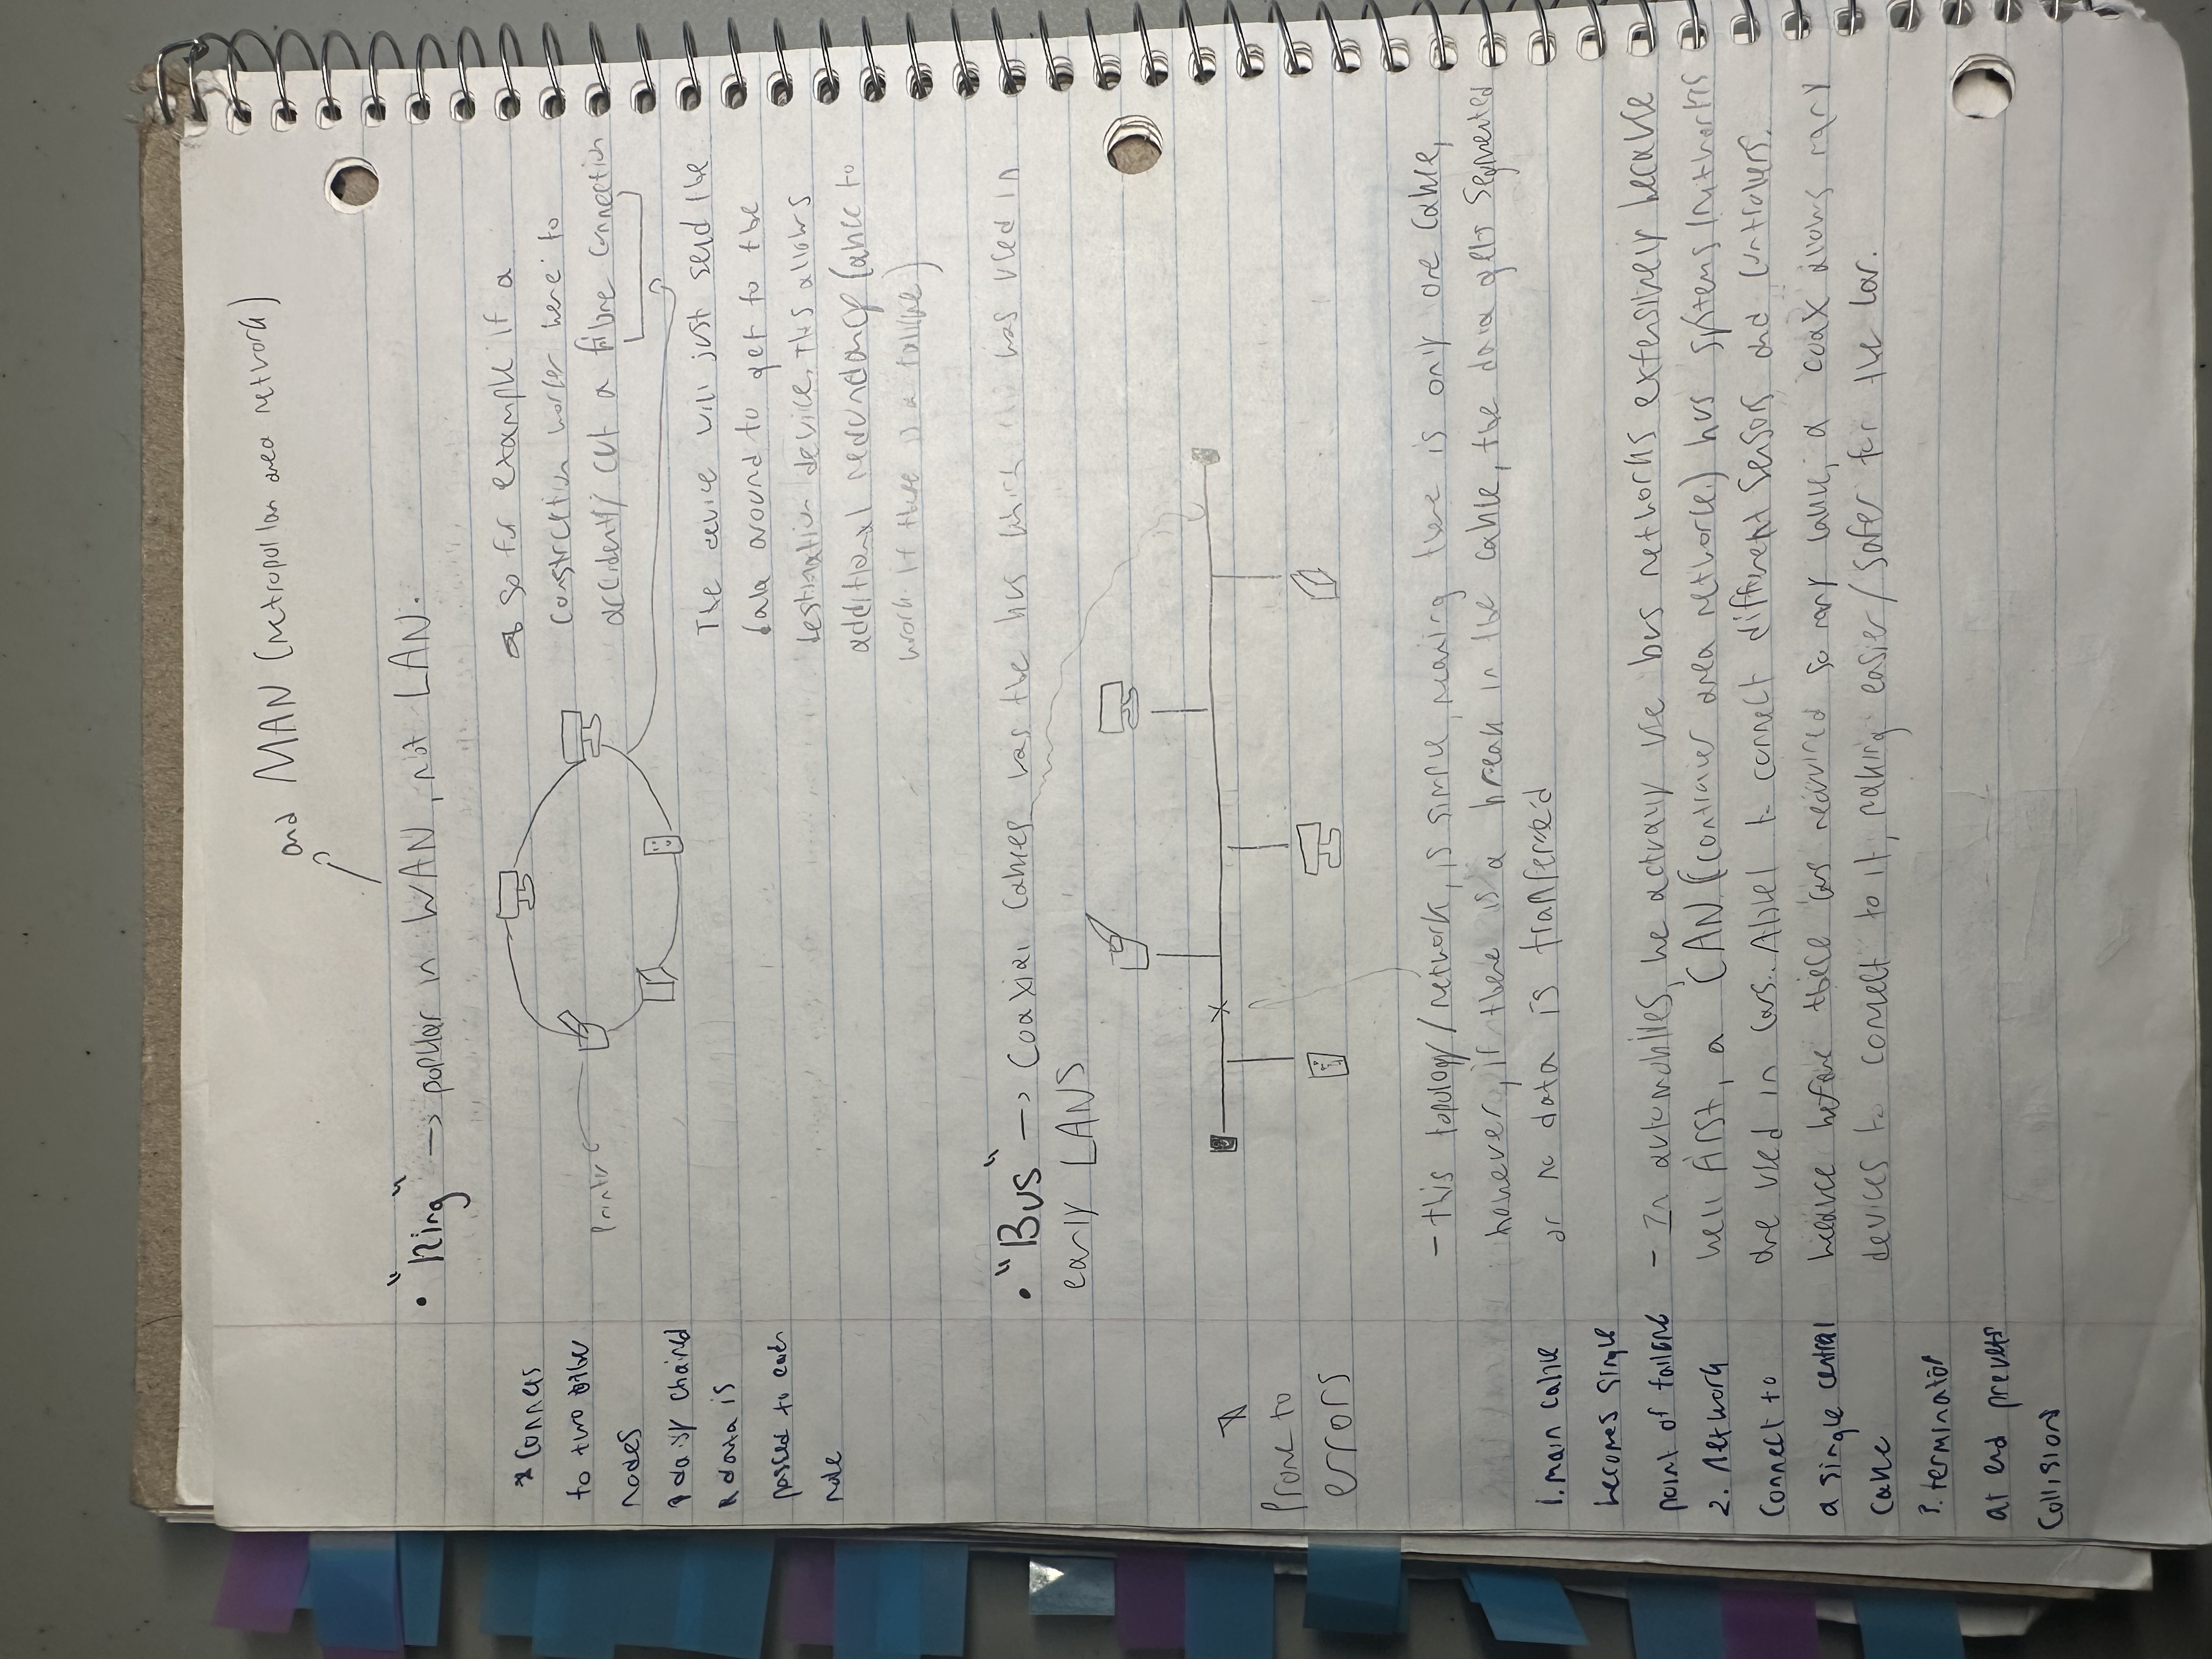 and MAN (metropolitan area network)
• "Ring" -> popular in WAN, not LAN.
* Connects
to two other
nodes
* daisy chained
* data is
passed to each
node
Printer
So for example if a
construction worker were to
accidently cut a fibre connection
The device will just send the
data around to get to the
destination device. This allows
additional redundancy (able to
work if there is a failure)
• "Bus" -> Coaxial Cables was the bus which was used in
early LANS
Prone to
errors
- this topology/network, is simple, meaning there is only one cable,
however, if there is a break in the cable, the data gets segmented
or no data is tranferred
1. main cable
becomes single
point of failure
2. Network
Connect to
a single central
cable
3. terminator
at end prevets
Collisions
- In automobiles, we actually use bus networks extensively because
well first, a CAN (controller area network) bus systems/networks
are used in cars. Able to connect different sensors and controllers.
because before these cars required so many cable, a coax allows many
devices to connect to it, making easier/safer for the car.